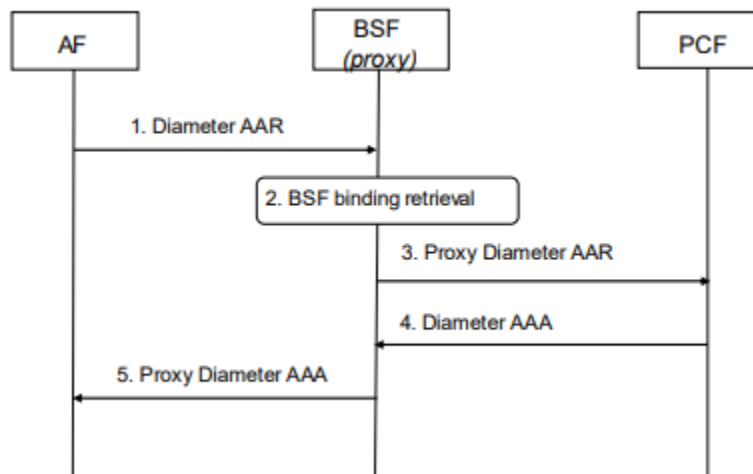 AF
BSF
(proxy)
PCF
1. Diameter AAR
2. BSF binding retrieval
3. Proxy Diameter AAR
4. Diameter AAA
5. Proxy Diameter AAA